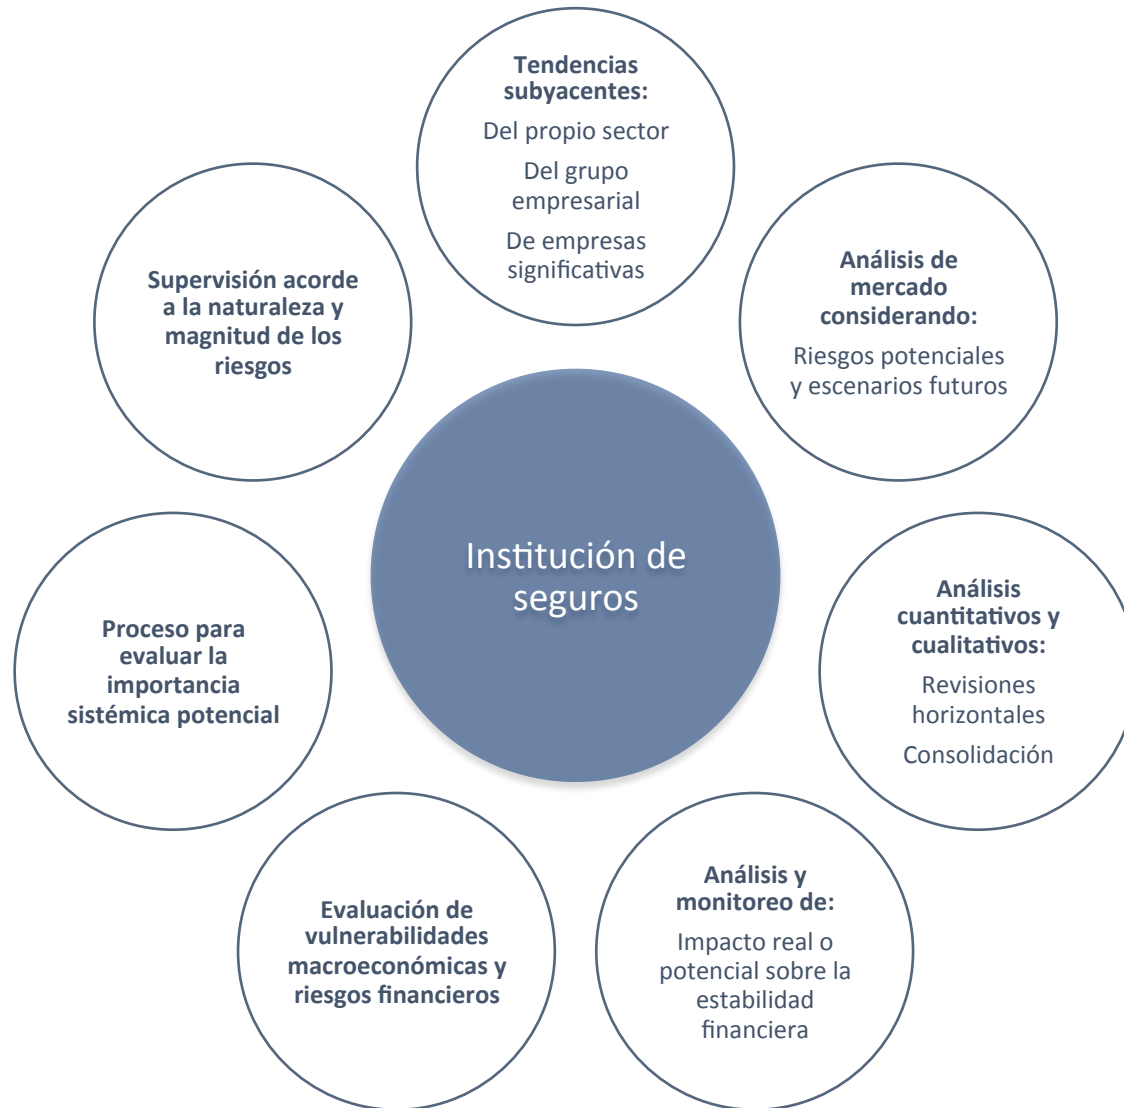 Tendencias
subyacentes:
Del propio sector
Del grupo
empresarial
De empresas
significativas
Análisis de
mercado
considerando:
Riesgos potenciales
y escenarios futuros
Análisis
cuantitativos y
cualitativos:
Revisiones
horizontales
Consolidación
Análisis y
monitoreo de:
Impacto real o
potencial sobre la
estabilidad
financiera
Evaluación de
vulnerabilidades
macroeconómicas y
riesgos financieros
Proceso para
evaluar la
importancia
sistémica potencial
Supervisión acorde
a la naturaleza y
magnitud de los
riesgos
Institución de
seguros